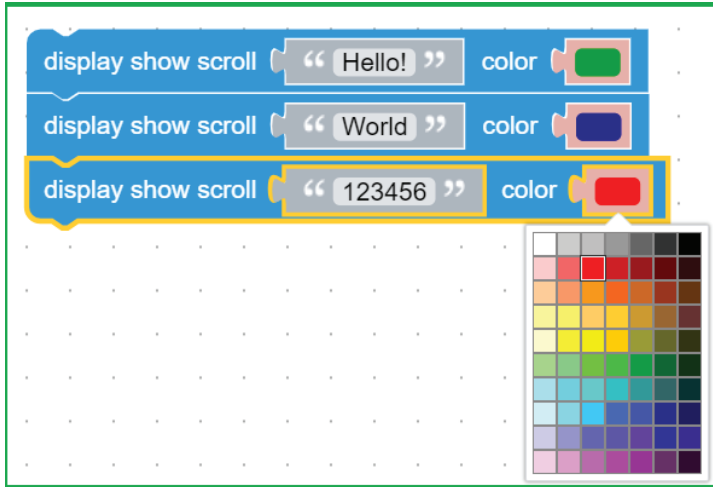 display show scroll “ Hello! ” color
display show scroll “ World ” color
display show scroll “ 123456 ” color